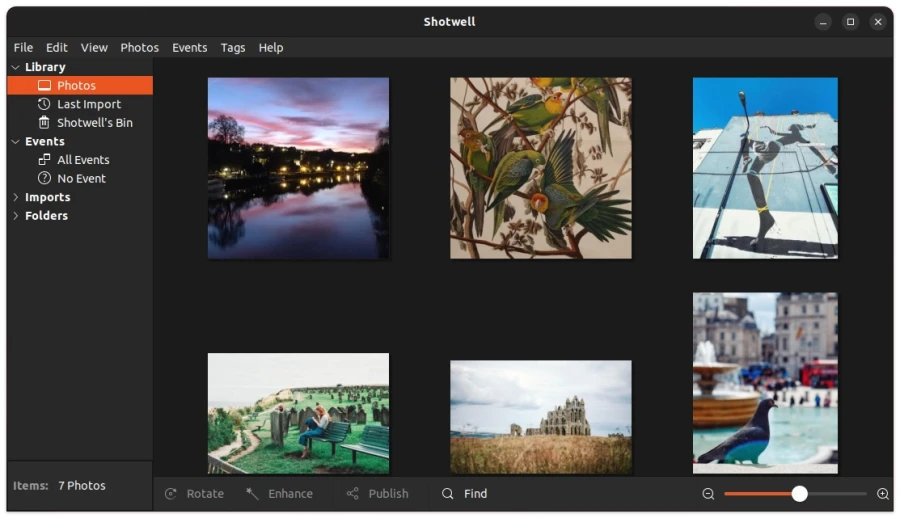 Shotwell
File Edit View Photos Events Tags Help
Library
Photos
Last Import
Shotwell's Bin
Events
All Events
No Event
Imports
Folders
Items: 7 Photos
Rotate Enhance Publish Find